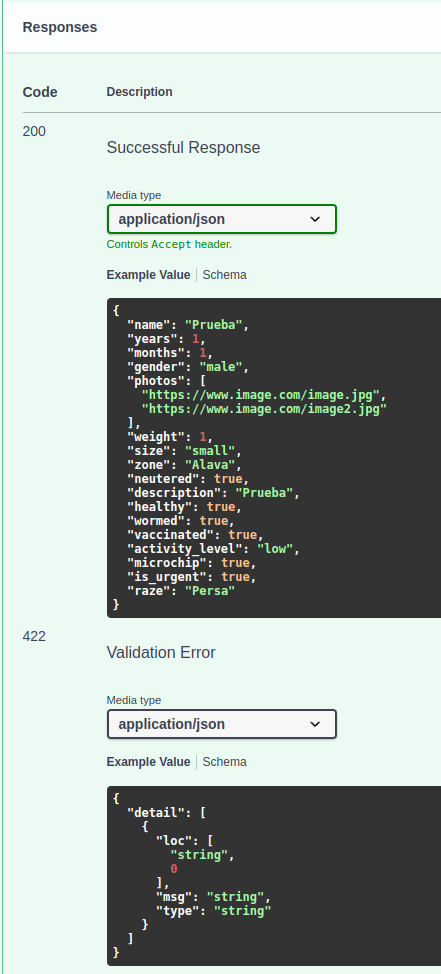 Responses
Code Description
200
Successful Response
Media type
application/json
Controls Accept header.
Example Value Schema
{
  "name": "Prueba",
  "years": 1,
  "months": 1,
  "gender": "male",
  "photos": [
    "https://www.image.com/image.jpg",
    "https://www.image.com/image2.jpg"
  ],
  "weight": 1,
  "size": "small",
  "zone": "Alava",
  "neutered": true,
  "description": "Prueba",
  "healthy": true,
  "wormed": true,
  "vaccinated": true,
  "activity_level": "low",
  "microchip": true,
  "is_urgent": true,
  "raze": "Persa"
}
422
Validation Error
Media type
application/json
Example Value Schema
{
  "detail": [
    {
      "loc": [
        "string",
        0
      ],
      "msg": "string",
      "type": "string"
    }
  ]
}